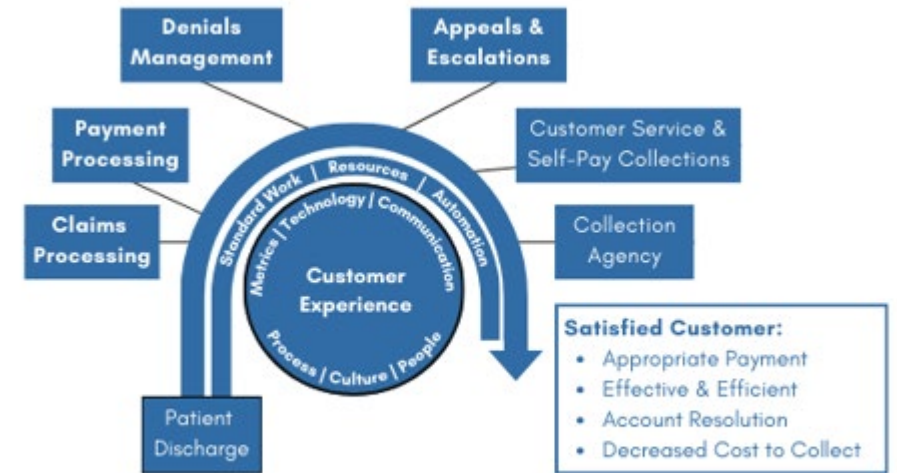 Denials
Management
Appeals &
Escalations
Payment
Processing
Customer Service &
Self-Pay Collections
Claims
Processing
Collection
Agency
Standard Work | Resources | Automation
Metrics | Technology | Communication
Customer
Experience
Process | Culture | People
Patient
Discharge
Satisfied Customer:
• Appropriate Payment
• Effective & Efficient
• Account Resolution
• Decreased Cost to Collect